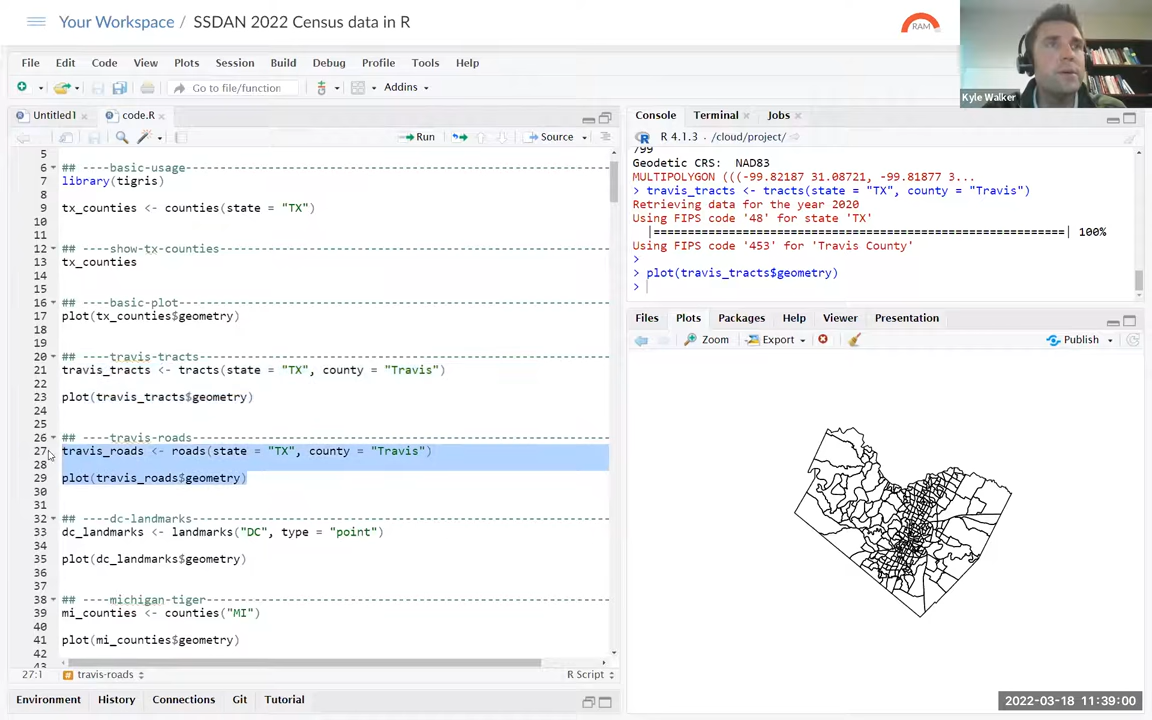 Your Workspace / SSDAN 2022 Census data in R
RAM
Kyle Walker
File Edit Code View Plots Session Build Debug Profile Tools Help
Go to file/function Addins
Untitled1 code.R
Run Source
5
6 ## ----basic-usage------------------------------------------------------------
7 library(tigris)
8
9 tx_counties <- counties(state = "TX")
10
11
12 ## ----show-tx-counties-------------------------------------------------------
13 tx_counties
14
15
16 ## ----basic-plot-------------------------------------------------------------
17 plot(tx_counties$geometry)
18
19
20 ## ----travis-tracts----------------------------------------------------------
21 travis_tracts <- tracts(state = "TX", county = "Travis")
22
23 plot(travis_tracts$geometry)
24
25
26 ## ----travis-roads-----------------------------------------------------------
27 travis_roads <- roads(state = "TX", county = "Travis")
28
29 plot(travis_roads$geometry)
30
31
32 ## ----dc-landmarks-----------------------------------------------------------
33 dc_landmarks <- landmarks("DC", type = "point")
34
35 plot(dc_landmarks$geometry)
36
37
38 ## ----michigan-tiger---------------------------------------------------------
39 mi_counties <- counties("MI")
40
41 plot(mi_counties$geometry)
42
43
27:1 travis-roads R Script
Environment History Connections Git Tutorial
Console Terminal Jobs
R 4.1.3 · /cloud/project/
799
Geodetic CRS: NAD83
MULTIPOLYGON (((-99.82187 31.08721, -99.81877 3...
> travis_tracts <- tracts(state = "TX", county = "Travis")
Retrieving data for the year 2020
Using FIPS code '48' for state 'TX'
|==============================================================| 100%
Using FIPS code '453' for 'Travis County'
>
> plot(travis_tracts$geometry)
>
Files Plots Packages Help Viewer Presentation
Zoom Export Publish
2022-03-18 11:39:00